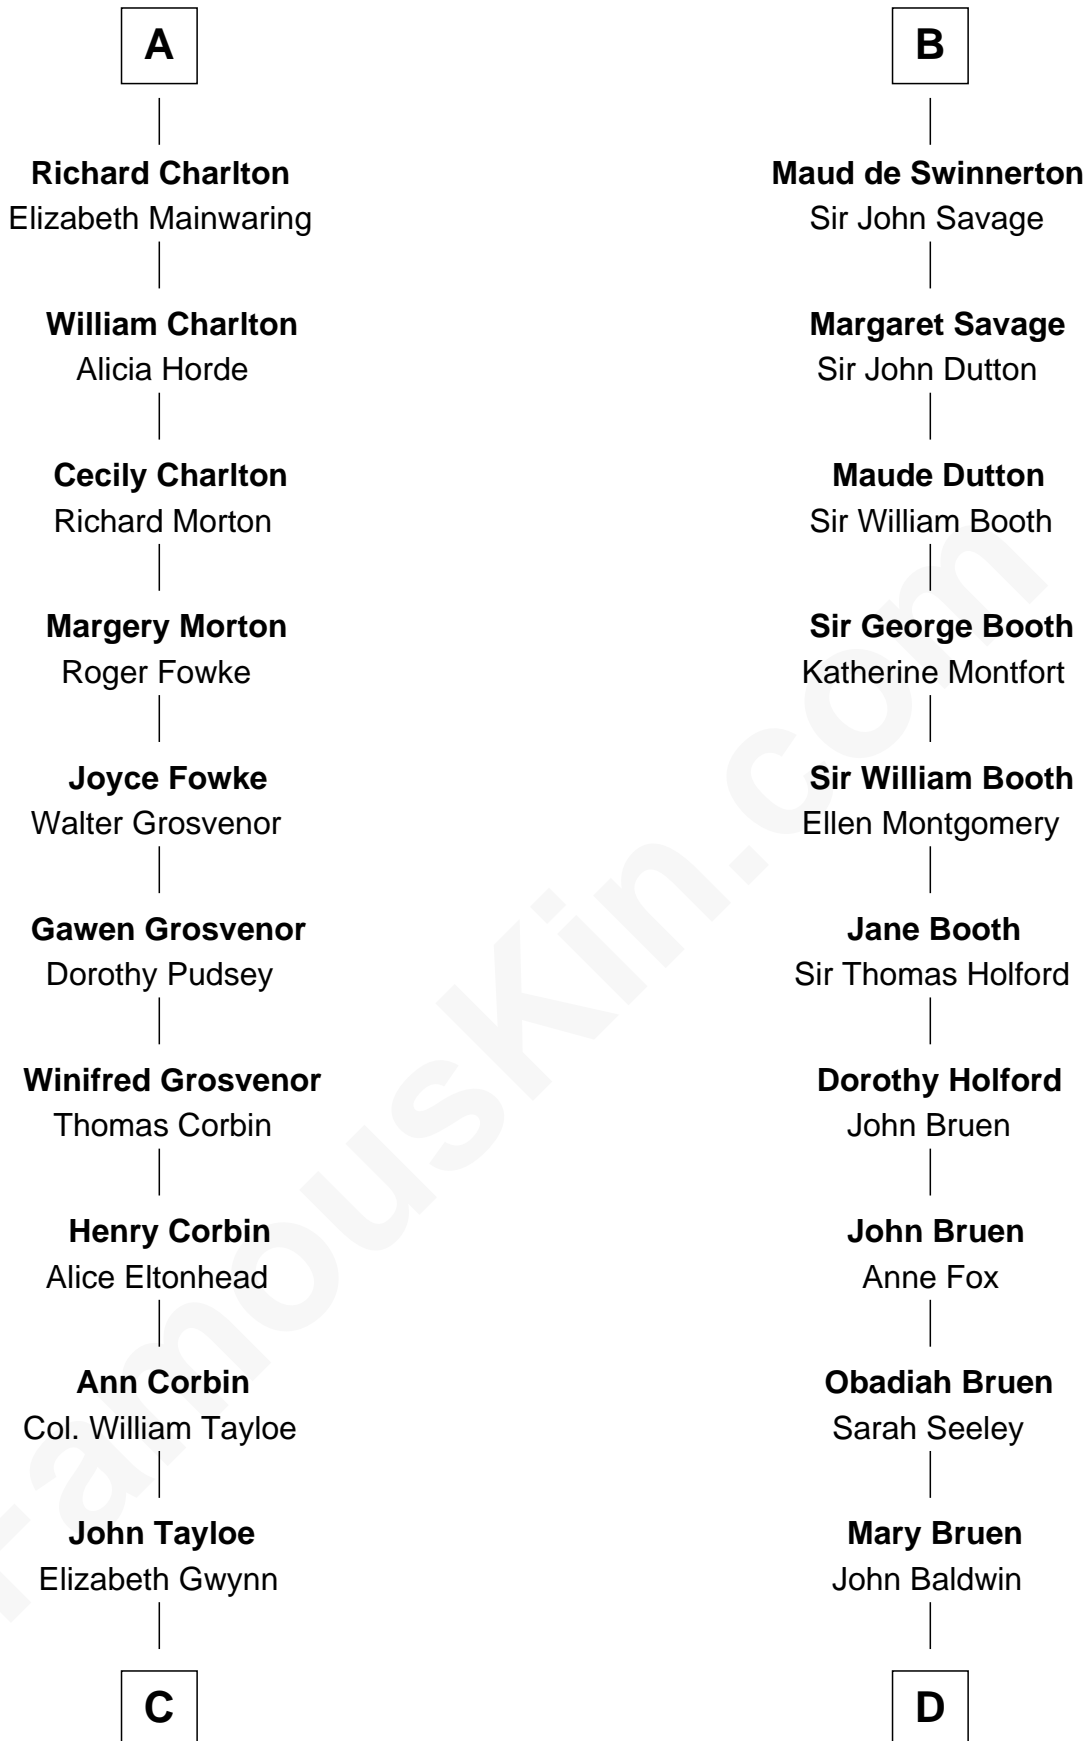 A
Richard Charlton
Elizabeth Mainwaring
William Charlton
Alicia Horde
Cecily Charlton
Richard Morton
Margery Morton
Roger Fowke
Joyce Fowke
Walter Grosvenor
Gawen Grosvenor
Dorothy Pudsey
Winifred Grosvenor
Thomas Corbin
Henry Corbin
Alice Eltonhead
Ann Corbin
Col. William Tayloe
John Tayloe
Elizabeth Gwynn
C
B
Maud de Swinnerton
Sir John Savage
Margaret Savage
Sir John Dutton
Maude Dutton
Sir William Booth
Sir George Booth
Katherine Montfort
Sir William Booth
Ellen Montgomery
Jane Booth
Sir Thomas Holford
Dorothy Holford
John Bruen
John Bruen
Anne Fox
Obadiah Bruen
Sarah Seeley
Mary Bruen
John Baldwin
D
FamousKin.com